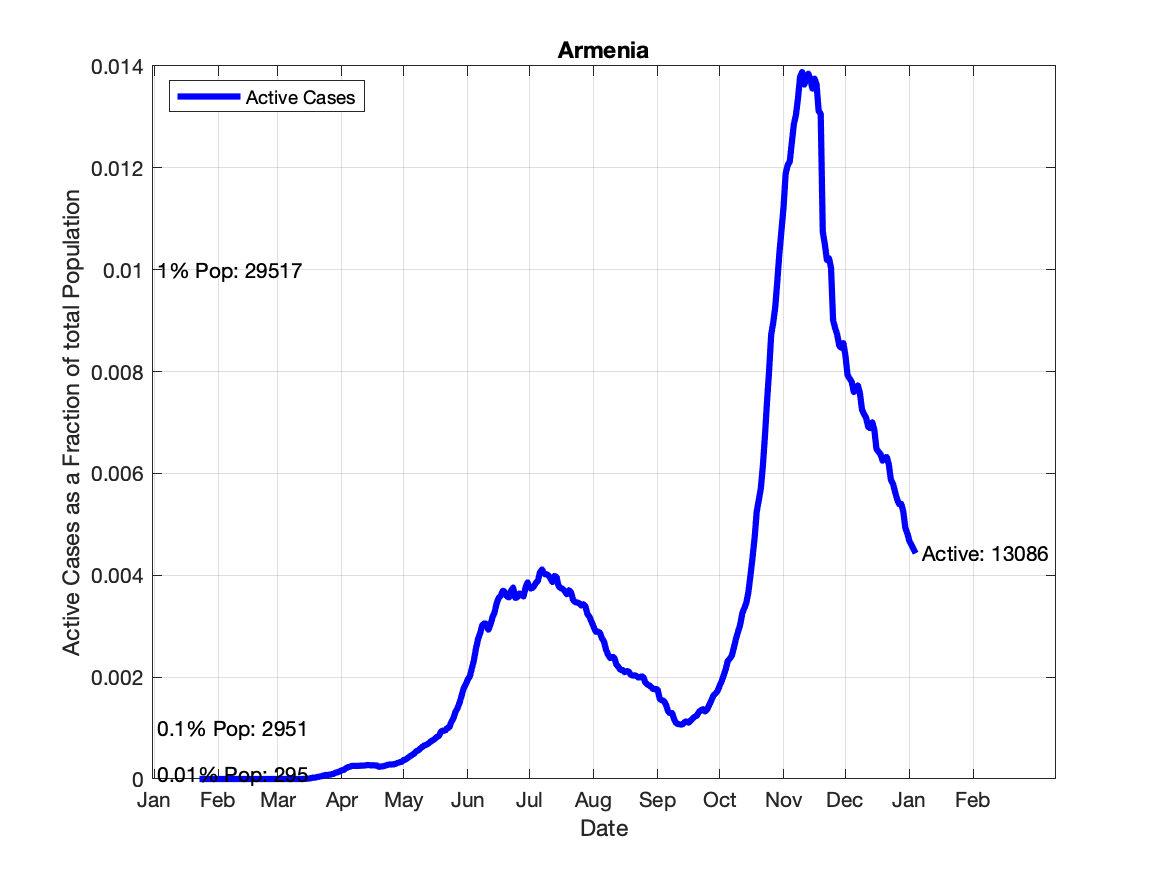 Armenia
0.014
Active Cases
0.012
0.01
1% Pop: 29517
0.008
0.006
0.004
Active: 13086
0.002
0.1% Pop: 2951
0
0.01% Pop: 295
Jan Feb Mar Apr May Jun Jul Aug Sep Oct Nov Dec Jan Feb
Date
Active Cases as a Fraction of total Population